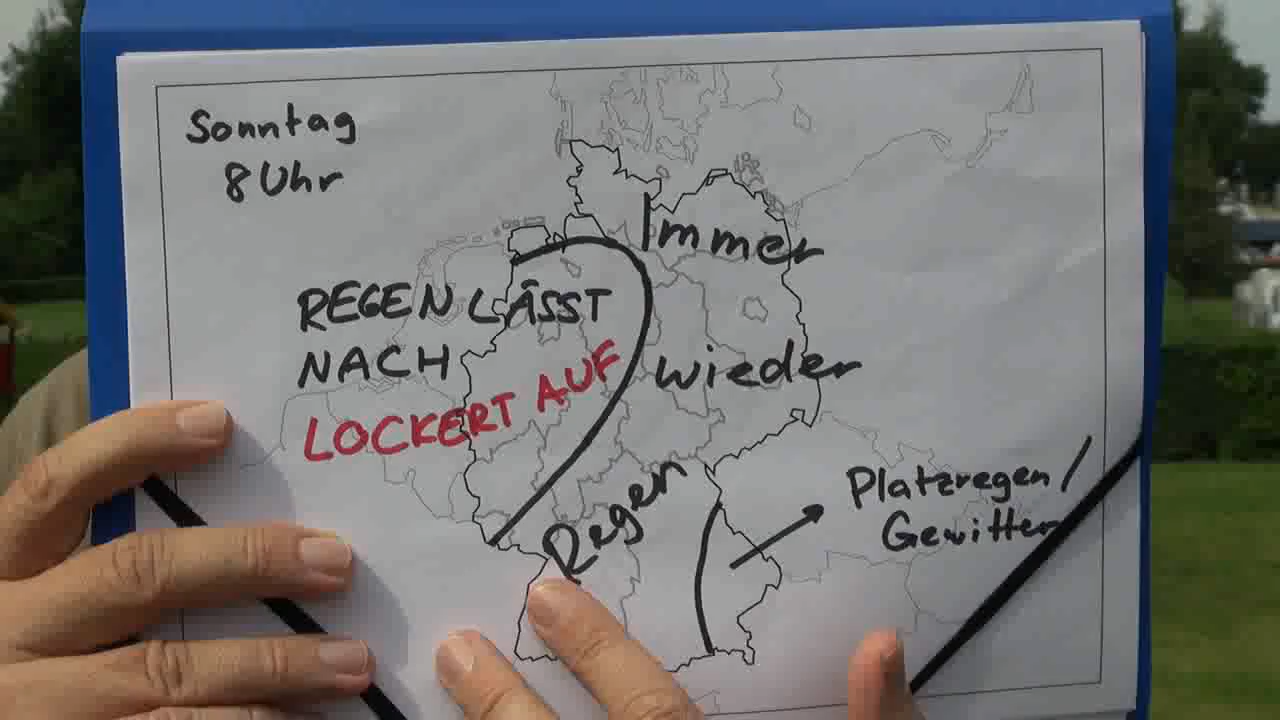 Sonntag
8 Uhr
Immer
REGEN LÄSST
NACH
LOCKERT AUF
wieder
Regen
Platzregen/
Gewitter